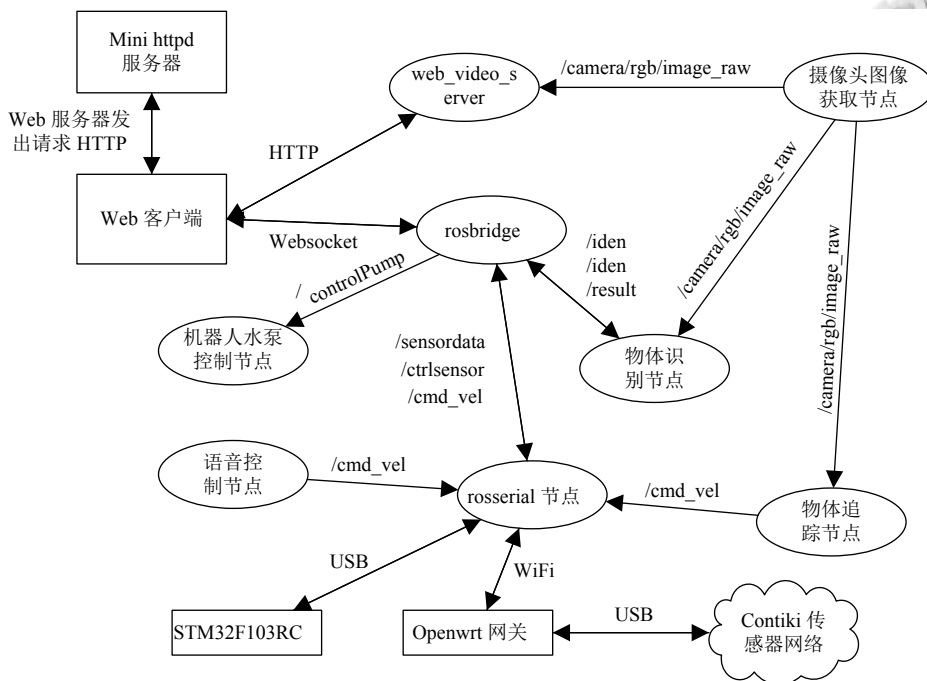 Mini httpd
服务器
Web 服务器发
出请求 HTTP
Web 客户端
HTTP
Websocket
web_video_s
erver
/camera/rgb/image_raw
摄像头图像
获取节点
rosbridge
/iden
/iden
/result
/camera/rgb/image_raw
/camera/rgb/image_raw
/ controlPump
机器人水泵
控制节点
/sensordata
/ctrlsensor
/cmd_vel
物体识
别节点
语音控
制节点
/cmd_vel
rosserial 节点
/cmd_vel
物体追
踪节点
USB
WiFi
STM32F103RC
Openwrt 网关
USB
Contiki 传
感器网络